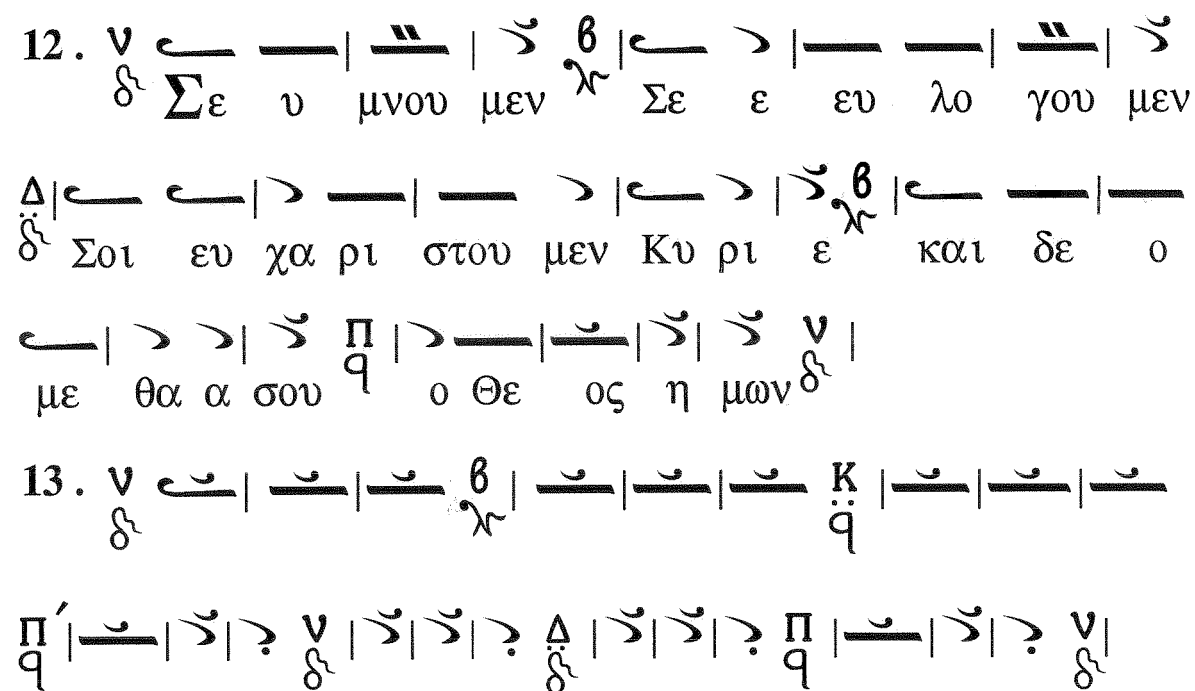 12. ν β
Σε υ μνου μεν Σε ε ευ λο γου μεν
Δ β
Σοι ευ χα ρι στου μεν Κυ ρι ε και δε ο
Π ν
με θα α σου ο Θε ος η μων
13. ν β Κ
q
Π´ ν Δ Π ν
q q